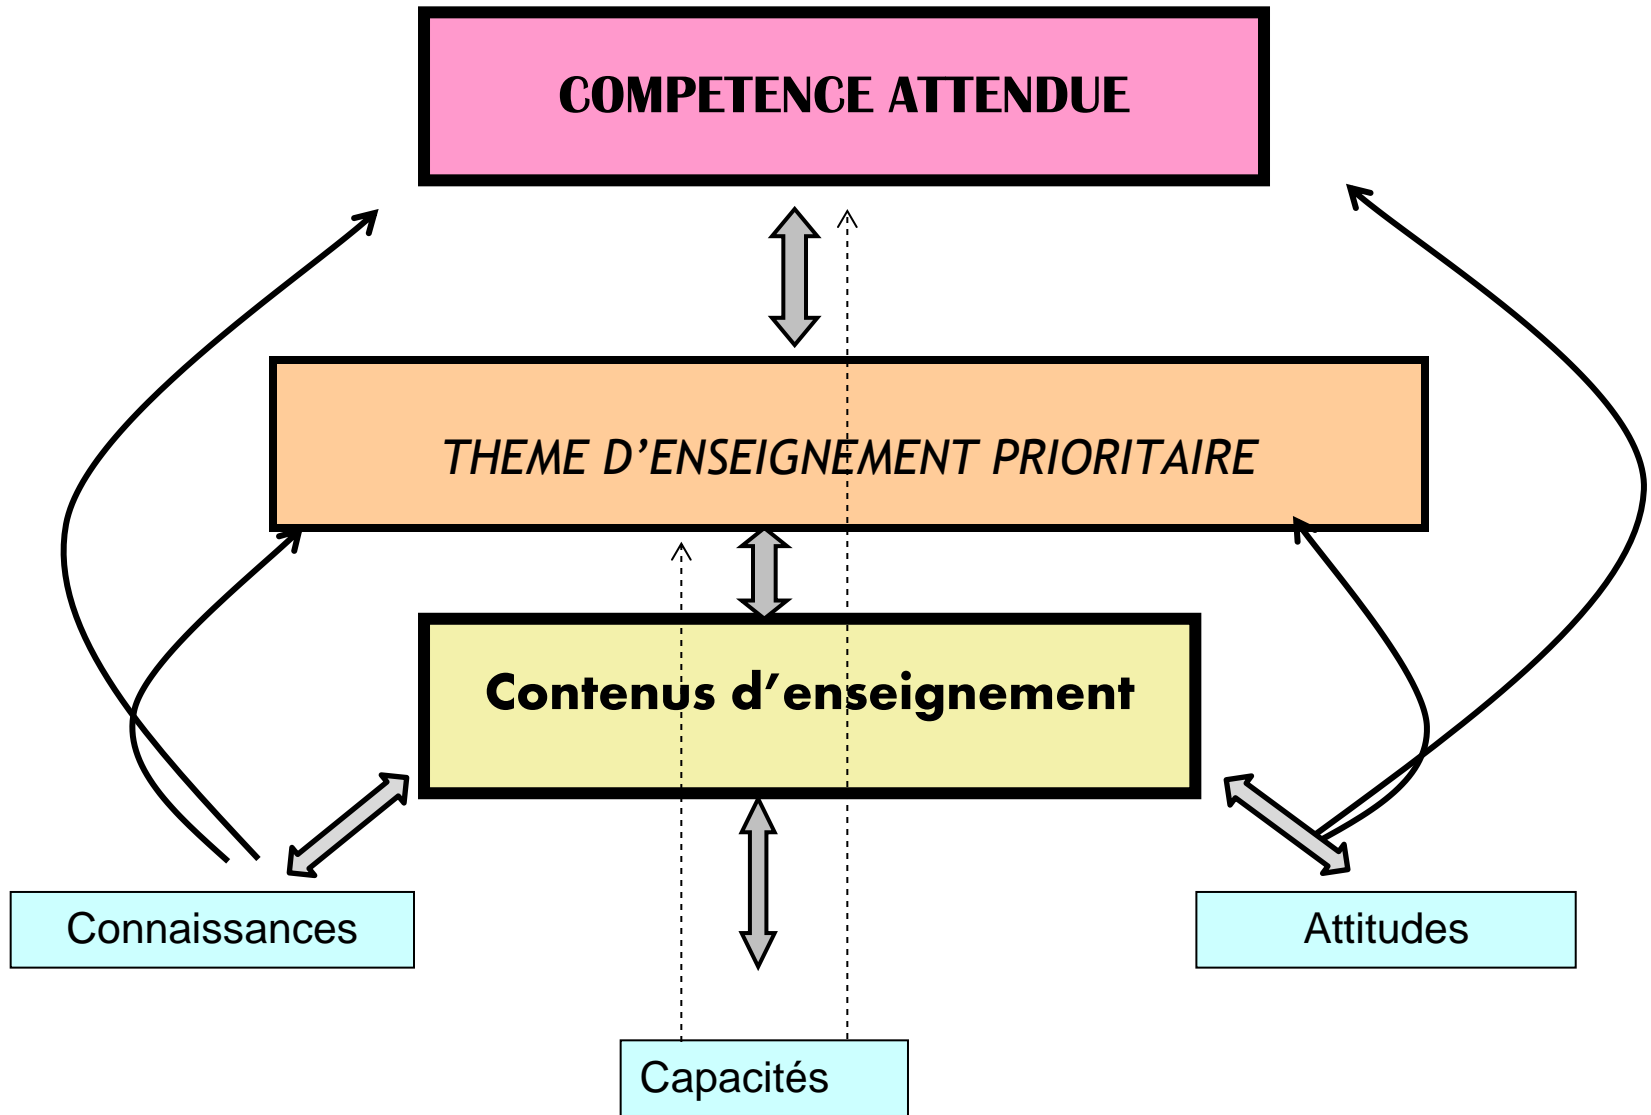 COMPETENCE ATTENDUE
THEME D’ENSEIGNEMENT PRIORITAIRE
Contenus d’enseignement
Connaissances
Attitudes
Capacités